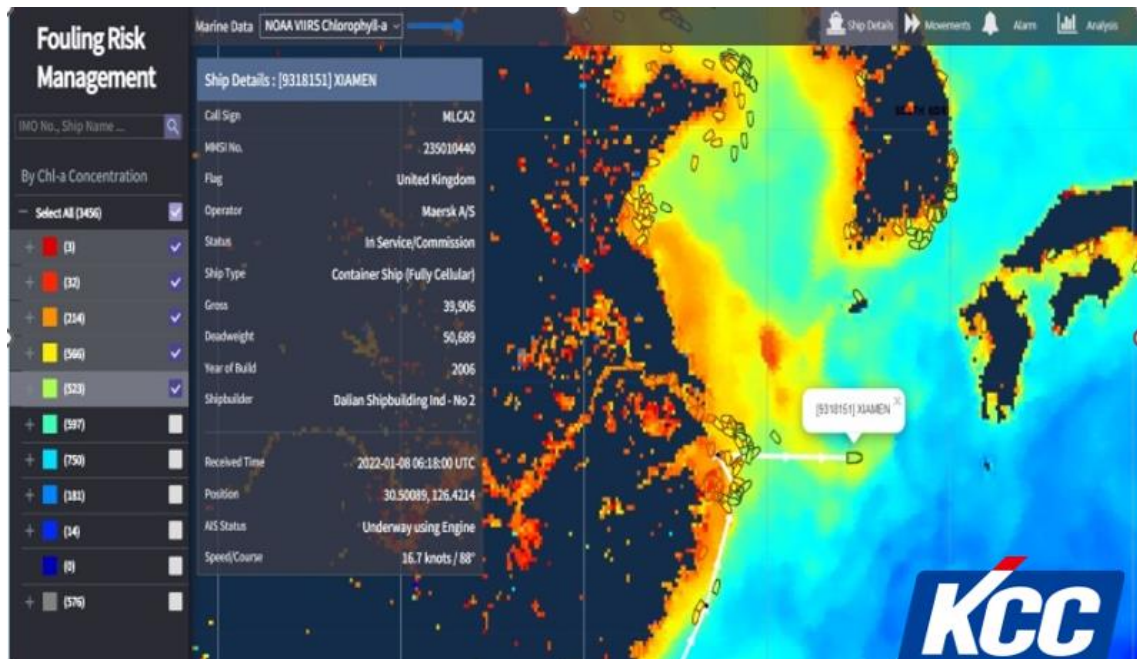 Fouling Risk
Management
IMO No., Ship Name ...
By Chl-a Concentration
Select All (3456)
(3)
(32)
(214)
(566)
(523)
(597)
(750)
(181)
(14)
(0)
(576)
Marine Data NOAA VIIRS Chlorophyll-a
Ship Details Movements Alarm Analysis
Ship Details : [9318151] XIAMEN
Call Sign MLCA2
MMSI No. 235010440
Flag United Kingdom
Operator Maersk A/S
Status In Service/Commission
Ship Type Container Ship (Fully Cellular)
Gross 39,906
Deadweight 50,689
Year of Build 2006
Shipbuilder Dalian Shipbuilding Ind - No 2
Received Time 2022-01-08 06:18:00 UTC
Position 30.50089, 126.4214
AIS Status Underway using Engine
Speed/Course 16.7 knots / 88°
[9318151] XIAMEN
KCC